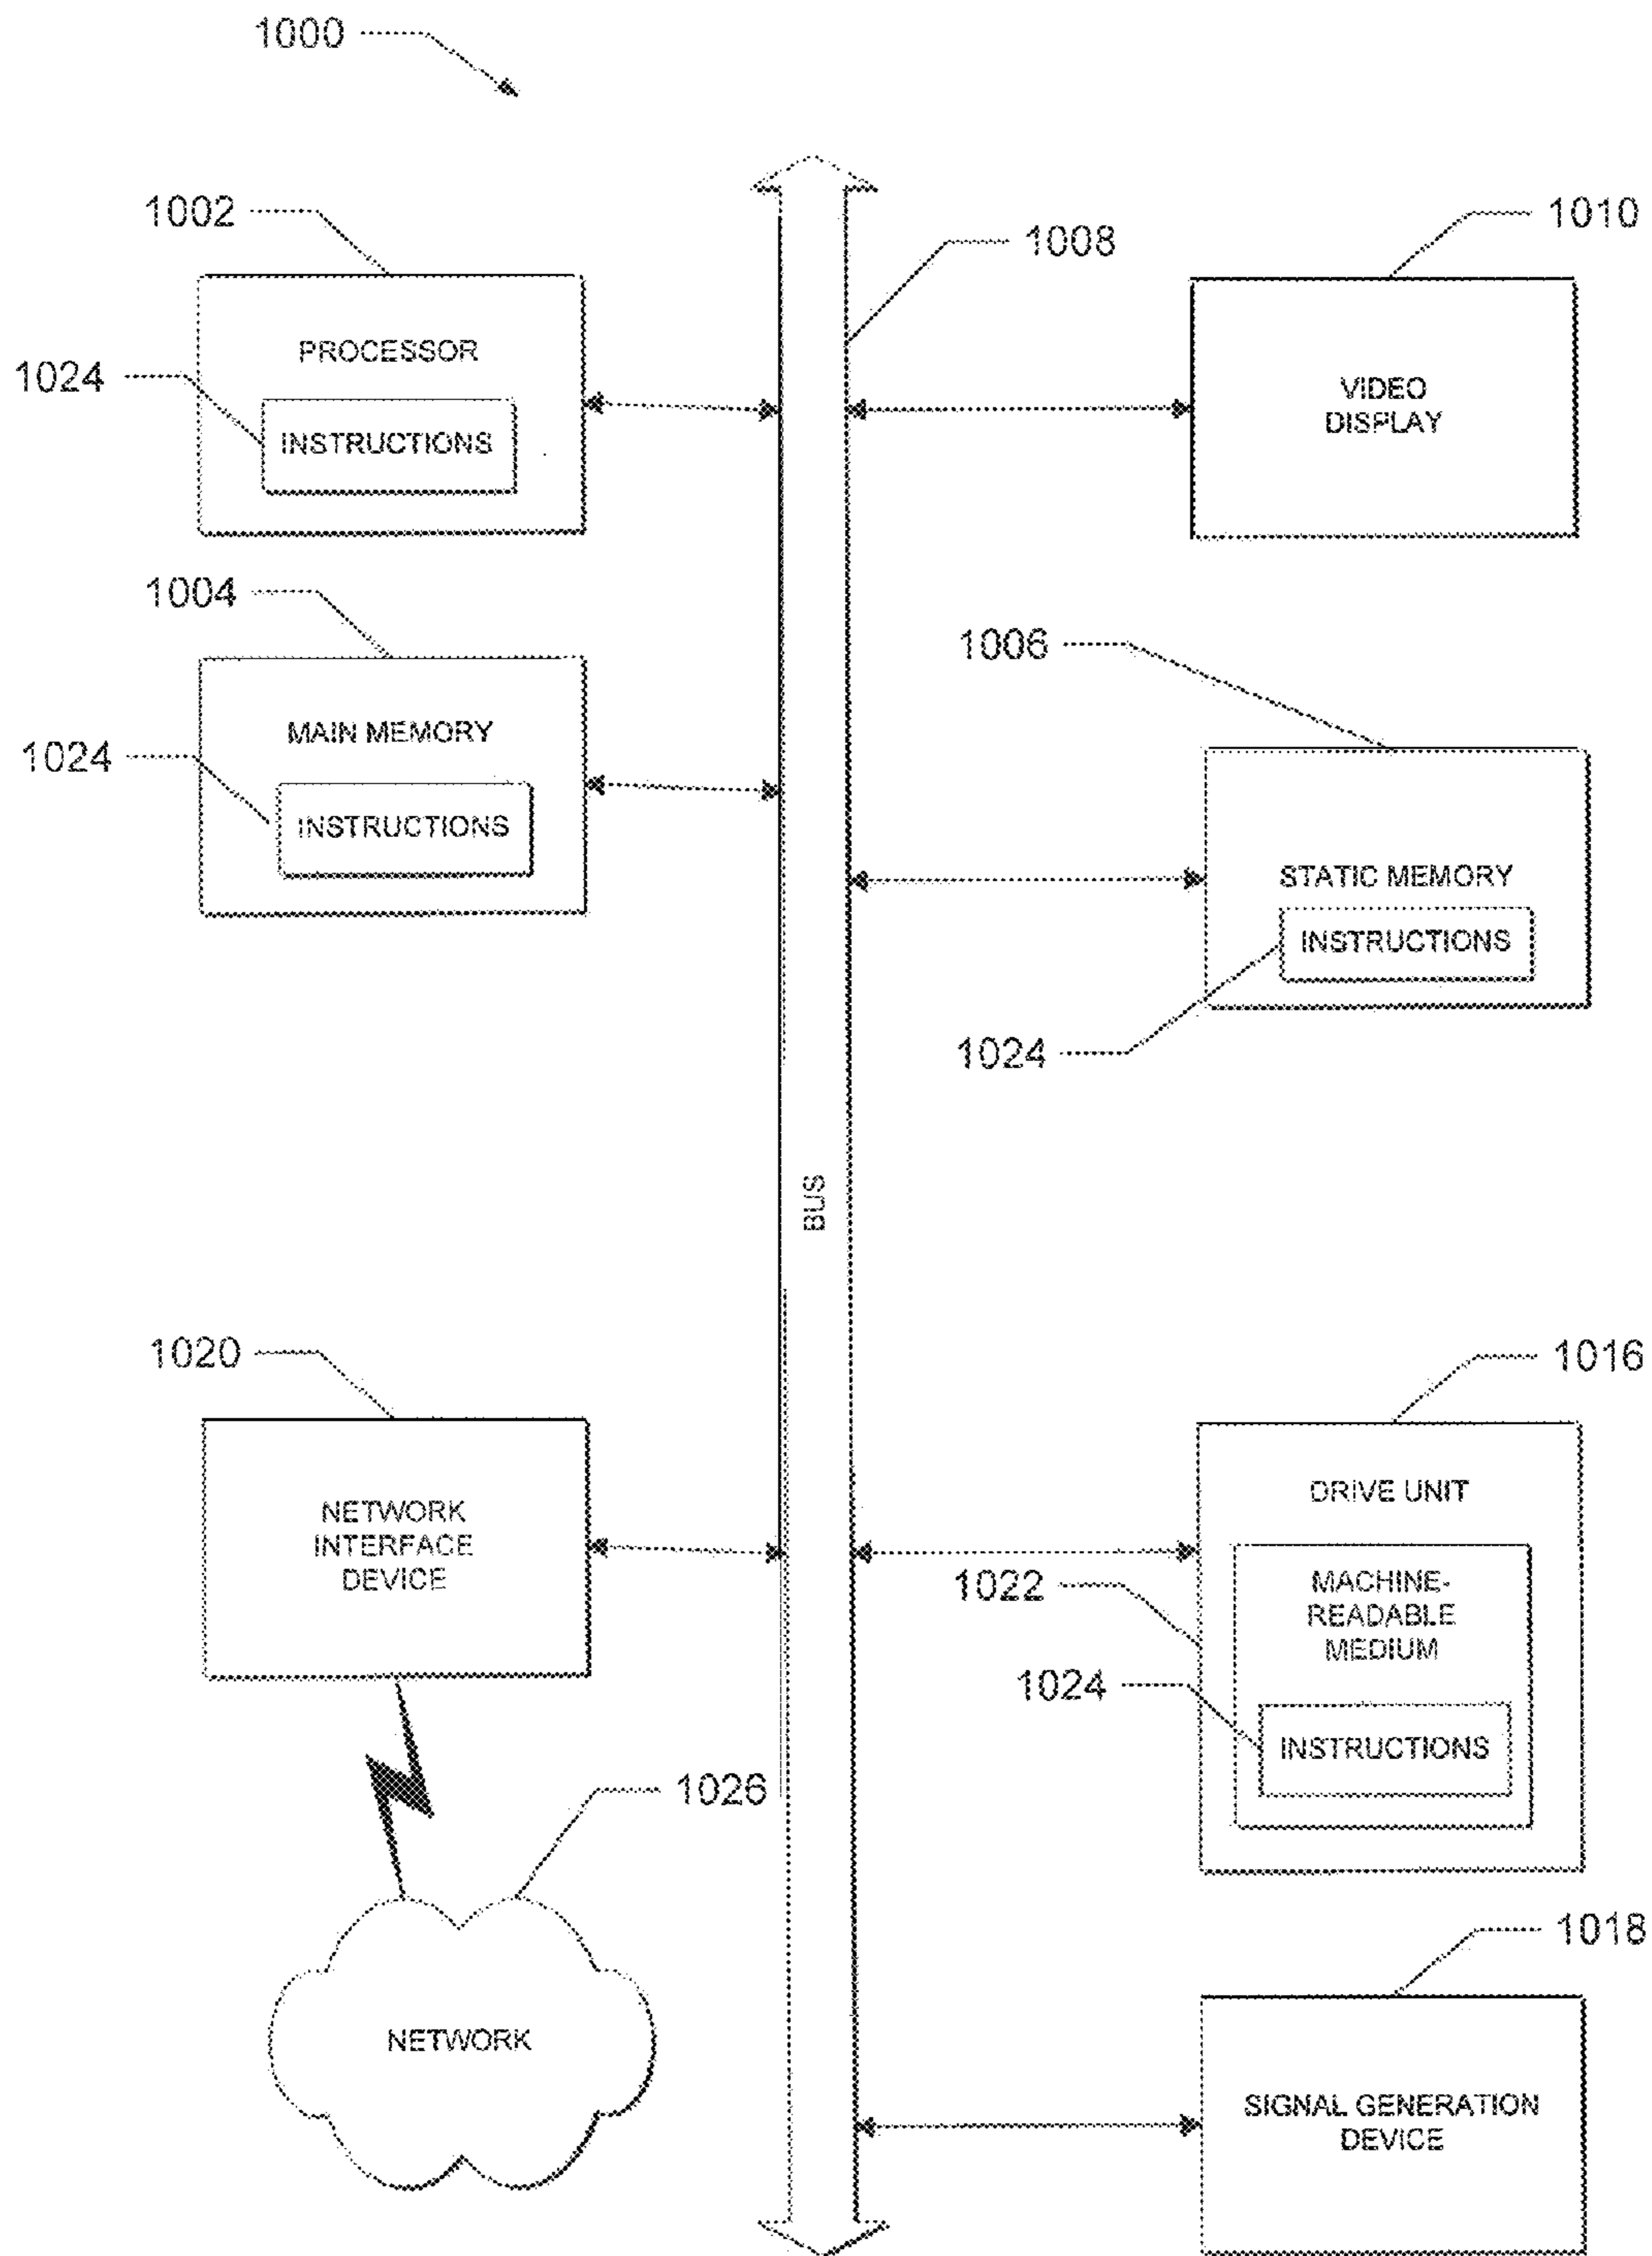 1000
1002
1008
1010
PROCESSOR
1024
INSTRUCTIONS
VIDEO
DISPLAY
1004
1006
MAIN MEMORY
1024
INSTRUCTIONS
STATIC MEMORY
INSTRUCTIONS
1024
BUS
1020
1016
NETWORK
INTERFACE
DEVICE
DRIVE UNIT
1022
MACHINE-
READABLE
MEDIUM
1024
INSTRUCTIONS
1026
1018
NETWORK
SIGNAL GENERATION
DEVICE